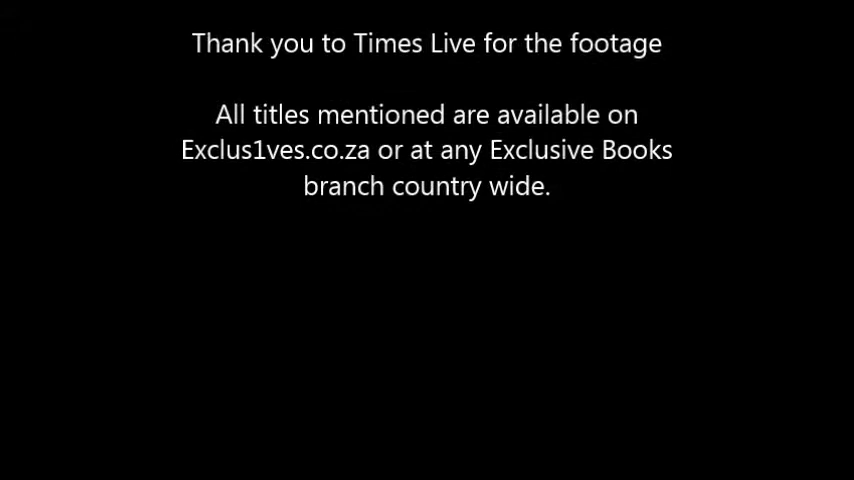 Thank you to Times Live for the footage
All titles mentioned are available on
Exclus1ves.co.za or at any Exclusive Books
branch country wide.